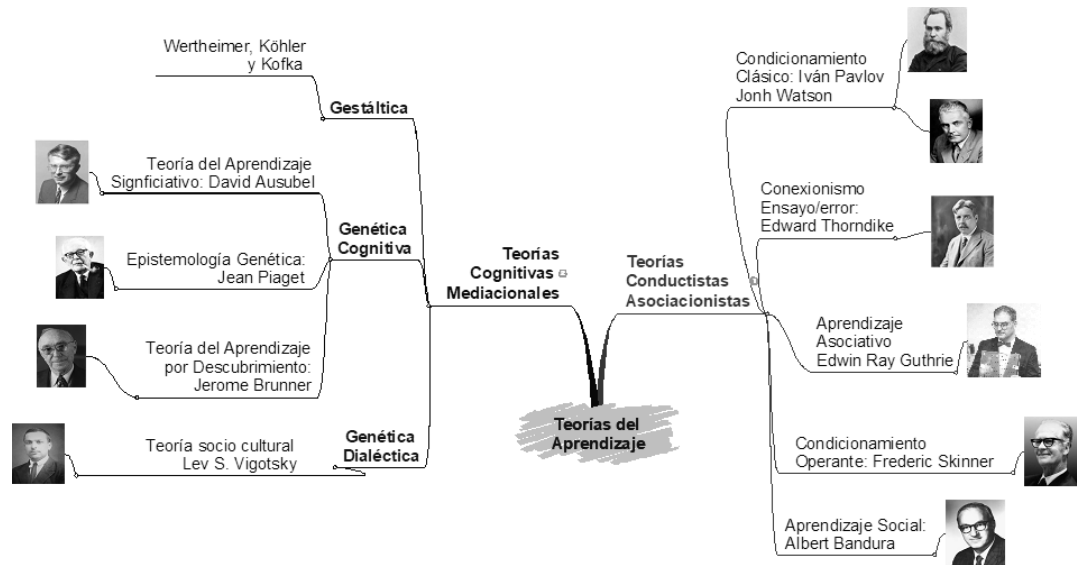 Wertheimer, Köhler
y Kofka
Gestáltica
Teoría del Aprendizaje
Signficiativo: David Ausubel
Genética
Cognitiva
Epistemología Genética:
Jean Piaget
Teoría del Aprendizaje
por Descubrimiento:
Jerome Brunner
Genética
Dialéctica
Teoría socio cultural
Lev S. Vigotsky
Teorías
Cognitivas
Mediacionales
Teorías del
Aprendizaje
Teorías
Conductistas
Asociacionistas
Condicionamiento
Clásico: Iván Pavlov
Jonh Watson
Conexionismo
Ensayo/error:
Edward Thorndike
Aprendizaje
Asociativo
Edwin Ray Guthrie
Condicionamiento
Operante: Frederic Skinner
Aprendizaje Social:
Albert Bandura